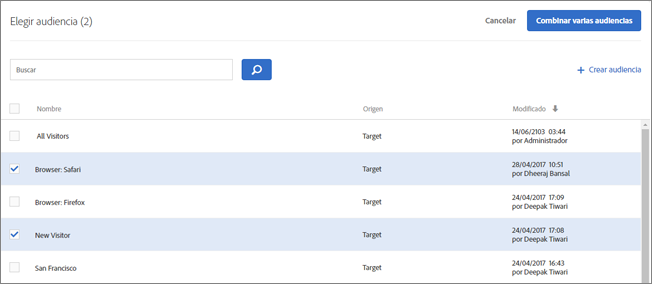 Elegir audiencia (2)
Cancelar
Combinar varias audiencias
Buscar
+ Crear audiencia
Nombre
Origen
Modificado
All Visitors
Target
14/06/2103 03:44
por Administrador
Browser: Safari
Target
28/04/2017 10:51
por Dheeraj Bansal
Browser: Firefox
Target
24/04/2017 17:09
por Deepak Tiwari
New Visitor
Target
24/04/2017 17:08
por Deepak Tiwari
San Francisco
Target
24/04/2017 16:43
por Deepak Tiwari